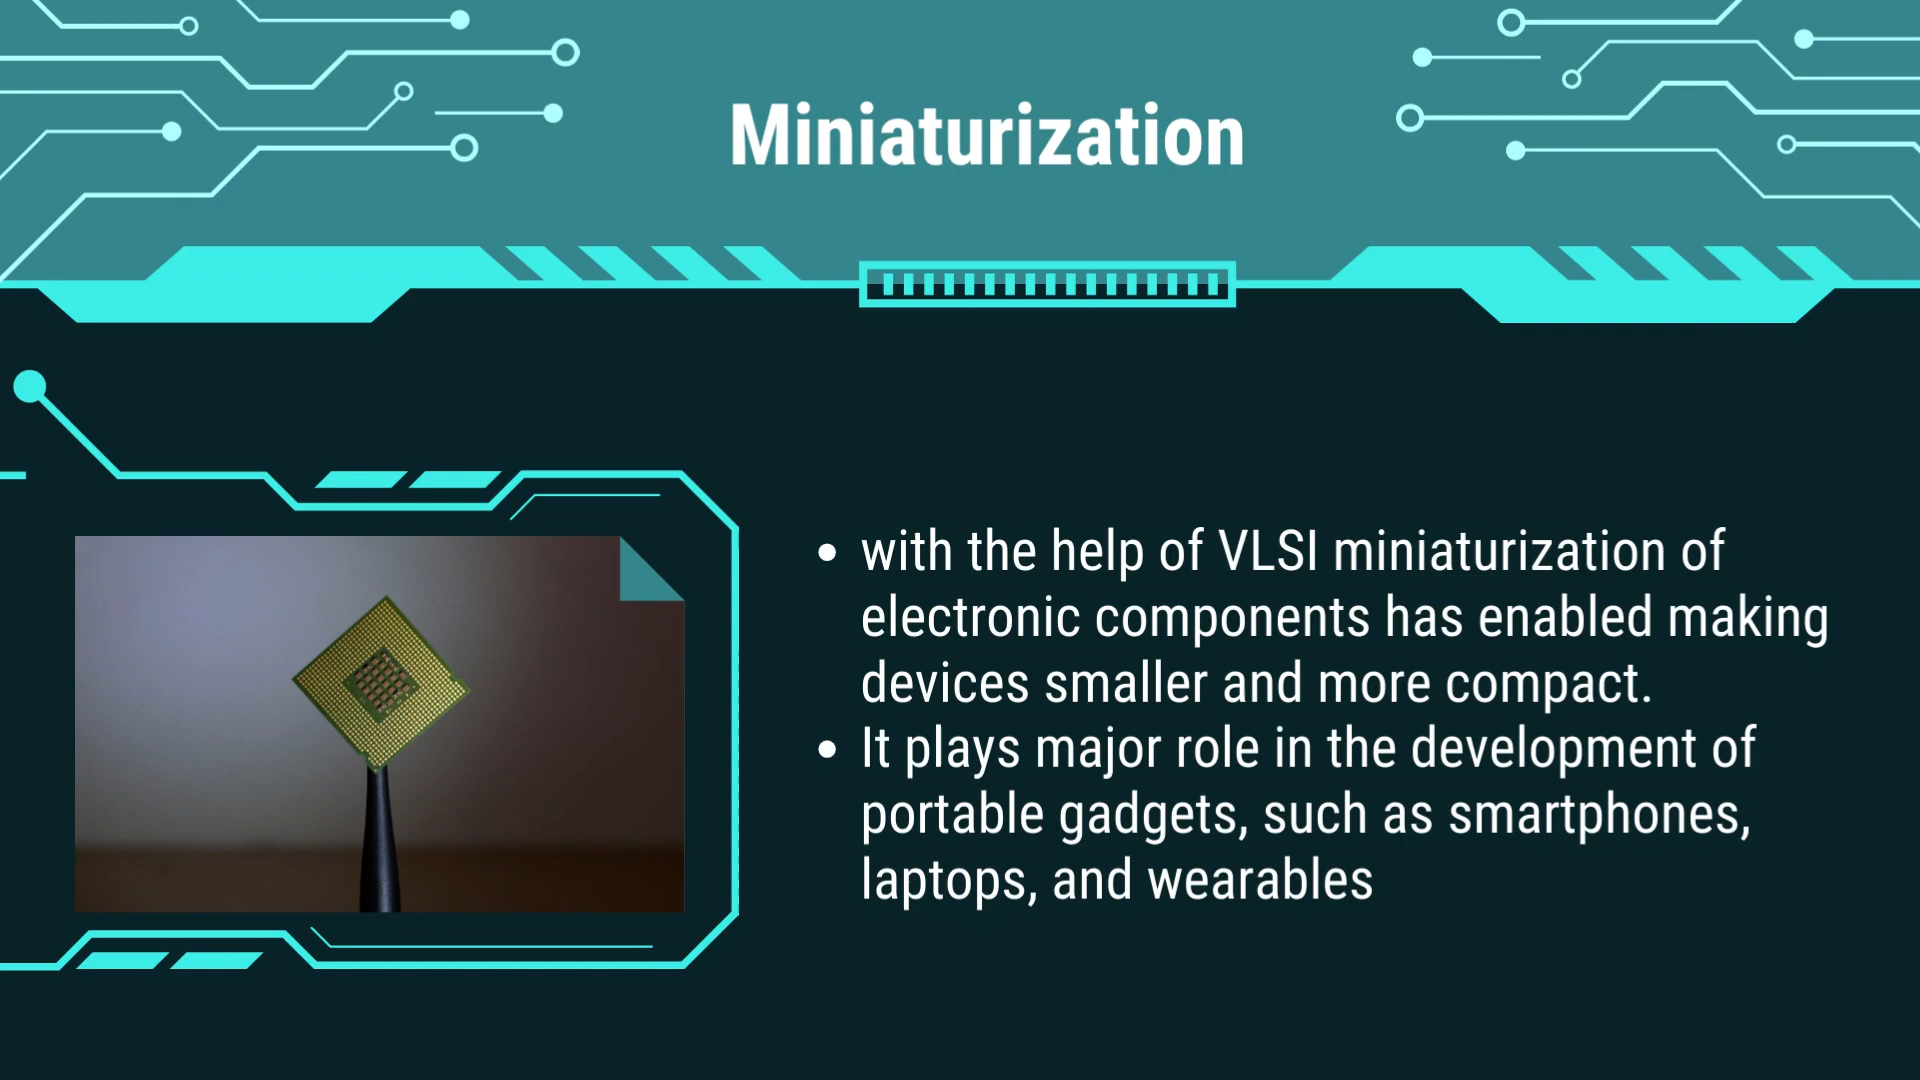 Miniaturization
• with the help of VLSI miniaturization of
electronic components has enabled making
devices smaller and more compact.
• It plays major role in the development of
portable gadgets, such as smartphones,
laptops, and wearables